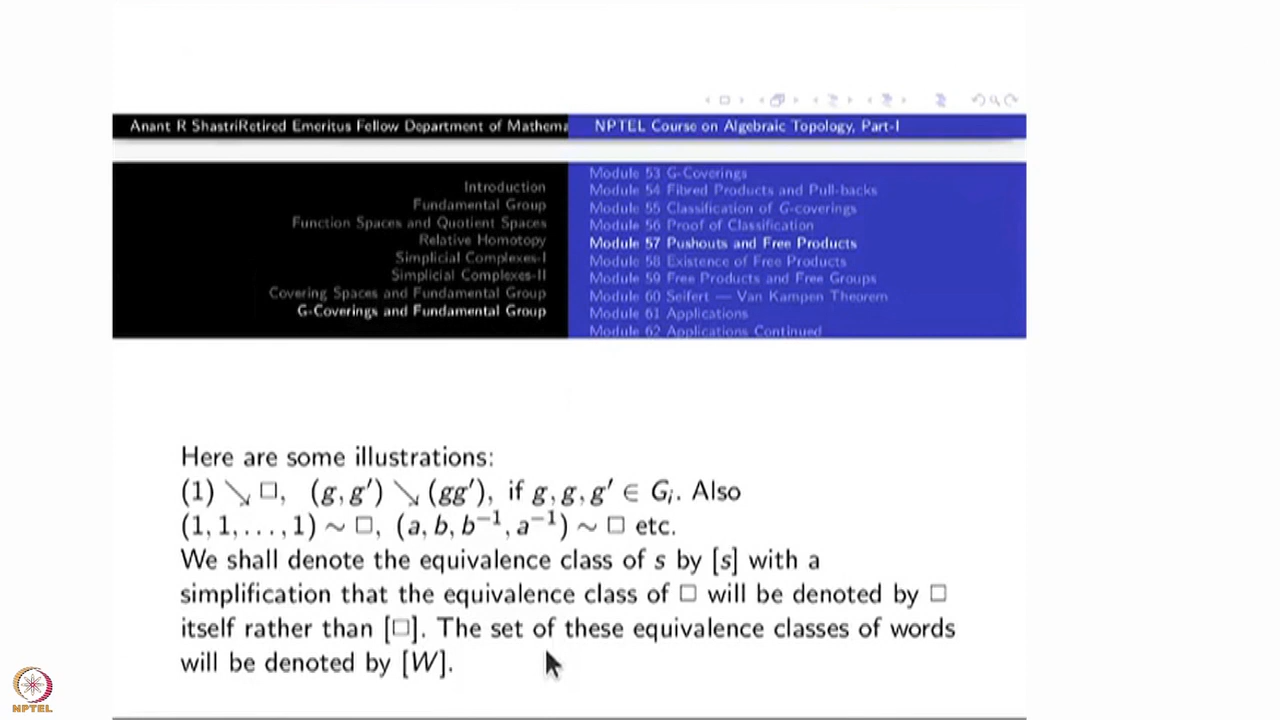 Anant R ShastriRetired Emeritus Fellow Department of Mathema
NPTEL Course on Algebraic Topology, Part-I
Introduction
Fundamental Group
Function Spaces and Quotient Spaces
Relative Homotopy
Simplicial Complexes-I
Simplicial Complexes-II
Covering Spaces and Fundamental Group
G-Coverings and Fundamental Group
Module 53 G-Coverings
Module 54 Fibred Products and Pull-backs
Module 55 Classification of G-coverings
Module 56 Proof of Classification
Module 57 Pushouts and Free Products
Module 58 Existence of Free Products
Module 59 Free Products and Free Groups
Module 60 Seifert — Van Kampen Theorem
Module 61 Applications
Module 62 Applications Continued
Here are some illustrations:
(1) ↘ □, (g, g′) ↘ (gg′), if g, g, g′ ∈ Gᵢ. Also
(1, 1, . . . , 1) ∼ □, (a, b, b⁻¹, a⁻¹) ∼ □ etc.
We shall denote the equivalence class of s by [s] with a
simplification that the equivalence class of □ will be denoted by □
itself rather than [□]. The set of these equivalence classes of words
will be denoted by [W].
NPTEL